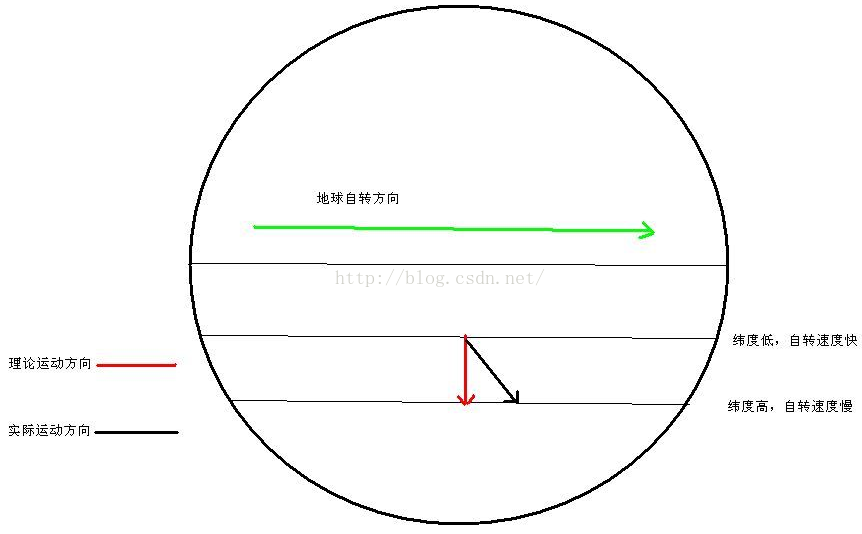 地球自转方向
http://blog.csdn.net/
纬度低，自转速度快
理论运动方向
纬度高，自转速度慢
实际运动方向